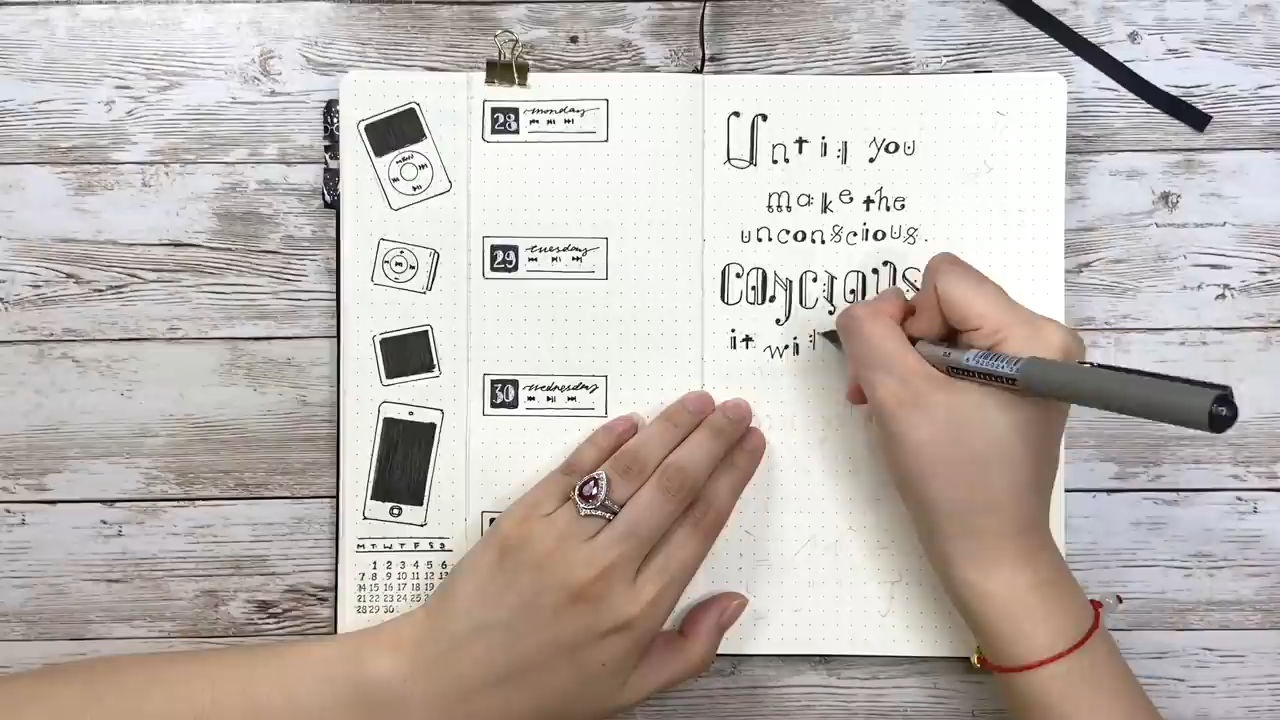 MENU
28 monday
29 tuesday
30 wednesday
M T W T F S S
1 2 3 4 5 6
7 8 9 10 11 12 13
14 15 16 17 18 19
21 22 23 24 25
28 29 30
Until you
make the
unconscious.
CONCIOUS
it wil